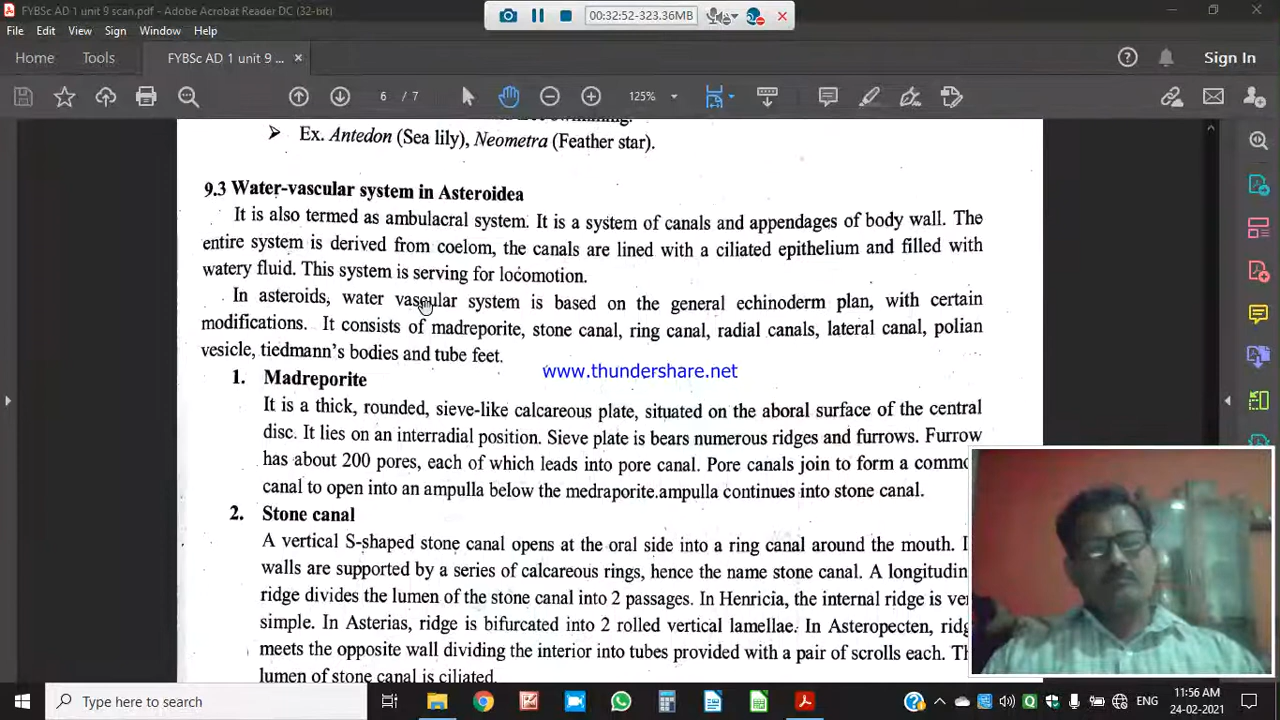 FYBSc AD 1 unit 9 scan.pdf - Adobe Acrobat Reader DC (32-bit)
00:32:52-323.36MB
File Edit View Sign Window Help
Home Tools FYBSc AD 1 unit 9 ... Sign In
6 / 7 125%
Ex. Antedon (Sea lily), Neometra (Feather star).
9.3 Water-vascular system in Asteroidea
It is also termed as ambulacral system. It is a system of canals and appendages of body wall. The
entire system is derived from coelom, the canals are lined with a ciliated epithelium and filled with
watery fluid. This system is serving for locomotion.
In asteroids, water vascular system is based on the general echinoderm plan, with certain
modifications. It consists of madreporite, stone canal, ring canal, radial canals, lateral canal, polian
vesicle, tiedmann's bodies and tube feet.
www.thundershare.net
1. Madreporite
It is a thick, rounded, sieve-like calcareous plate, situated on the aboral surface of the central
disc. It lies on an interradial position. Sieve plate is bears numerous ridges and furrows. Furrow
has about 200 pores, each of which leads into pore canal. Pore canals join to form a commo
canal to open into an ampulla below the medraporite.ampulla continues into stone canal.
2. Stone canal
A vertical S-shaped stone canal opens at the oral side into a ring canal around the mouth. I
walls are supported by a series of calcareous rings, hence the name stone canal. A longitudin
ridge divides the lumen of the stone canal into 2 passages. In Henricia, the internal ridge is ver
simple. In Asterias, ridge is bifurcated into 2 rolled vertical lamellae. In Asteropecten, ridg
meets the opposite wall dividing the interior into tubes provided with a pair of scrolls each. Th
lumen of stone canal is ciliated.
Type here to search
ENG
11:56 AM
24-02-2021